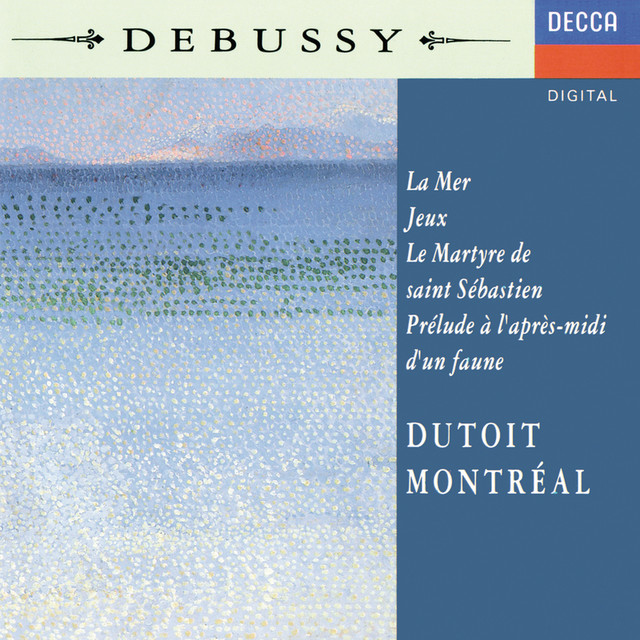 DEBUSSY
DECCA
DIGITAL
La Mer
Jeux
Le Martyre de
saint Sébastien
Prélude à l'après-midi
d'un faune
DUTOIT
MONTRÉAL